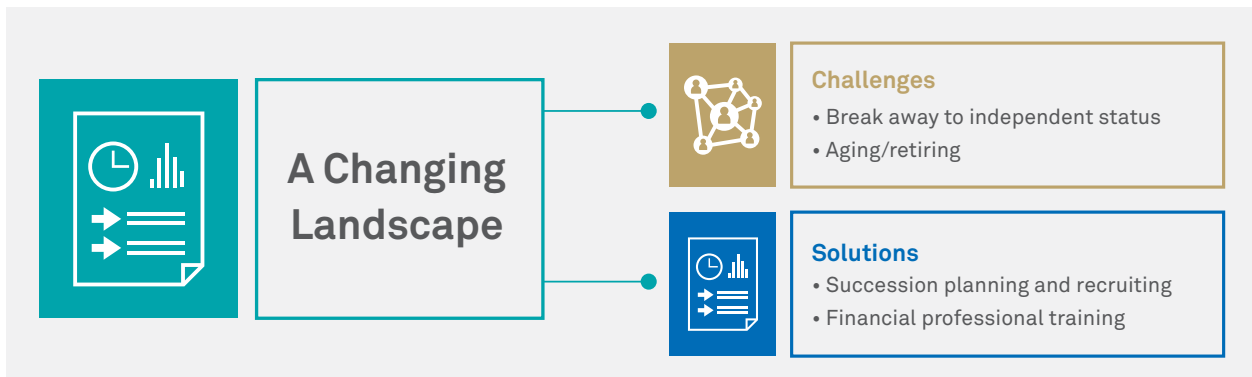 A Changing
Landscape
Challenges
• Break away to independent status
• Aging/retiring
Solutions
• Succession planning and recruiting
• Financial professional training